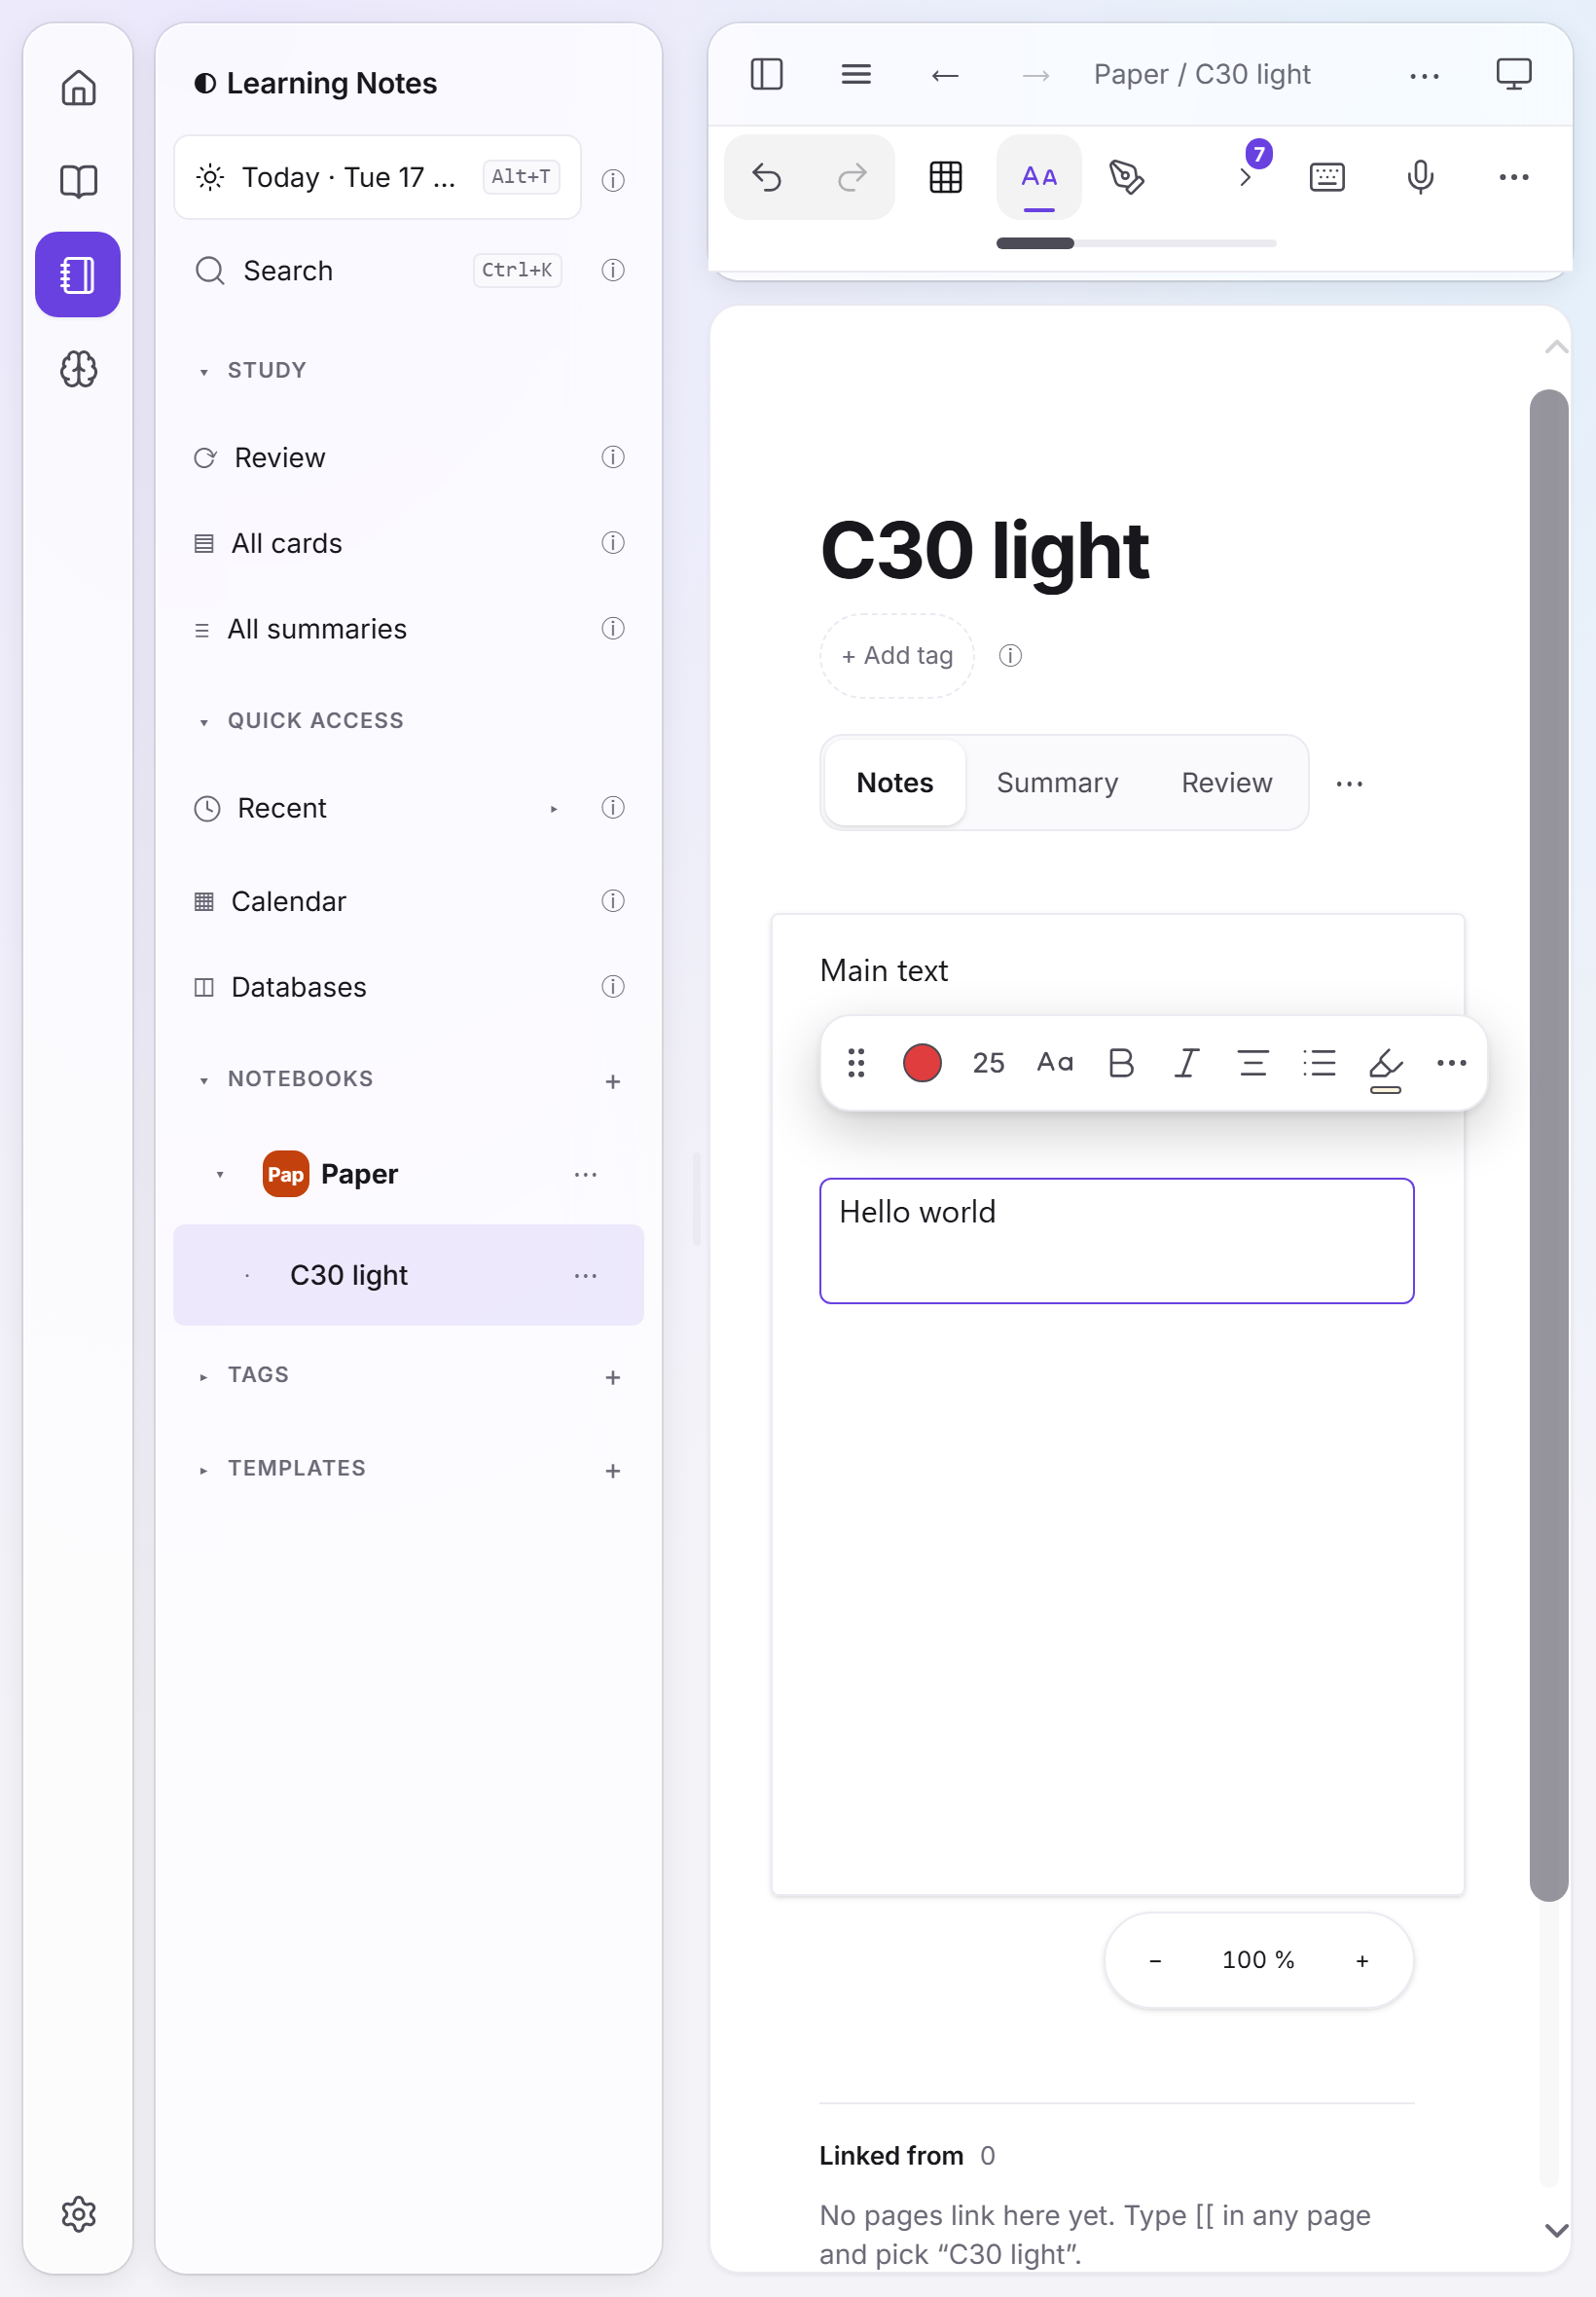 Learning Notes
Today · Tue 17 ... Alt+T
Search Ctrl+K
STUDY
Review
All cards
All summaries
QUICK ACCESS
Recent
Calendar
Databases
NOTEBOOKS +
Pap Paper ...
C30 light ...
TAGS +
TEMPLATES +
Paper / C30 light
7
C30 light
+ Add tag
Notes Summary Review ...
Main text
25 Aa B I
Hello world
− 100 % +
Linked from 0
No pages link here yet. Type [[ in any page
and pick “C30 light”.